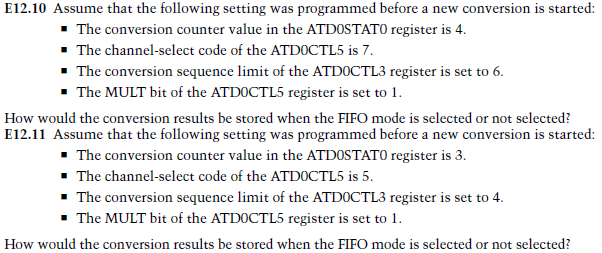 E12.10 Assume that the following setting was programmed before a new conversion is started:
▪ The conversion counter value in the ATD0STAT0 register is 4.
▪ The channel-select code of the ATD0CTL5 is 7.
▪ The conversion sequence limit of the ATD0CTL3 register is set to 6.
▪ The MULT bit of the ATD0CTL5 register is set to 1.
How would the conversion results be stored when the FIFO mode is selected or not selected?
E12.11 Assume that the following setting was programmed before a new conversion is started:
▪ The conversion counter value in the ATD0STAT0 register is 3.
▪ The channel-select code of the ATD0CTL5 is 5.
▪ The conversion sequence limit of the ATD0CTL3 register is set to 4.
▪ The MULT bit of the ATD0CTL5 register is set to 1.
How would the conversion results be stored when the FIFO mode is selected or not selected?